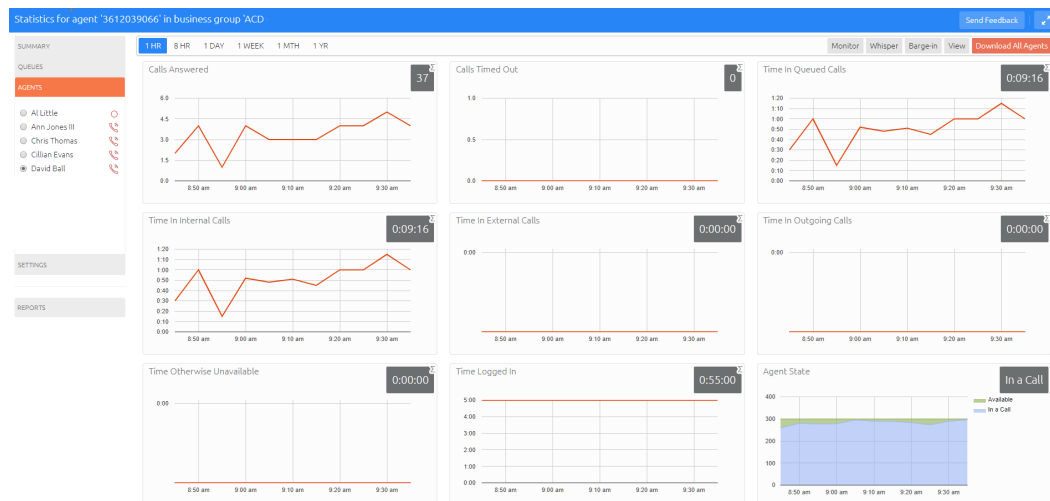 Statistics for agent '3612039066' in business group 'ACD
Send Feedback
SUMMARY
QUEUES
AGENTS
Al Little
Ann Jones III
Chris Thomas
Cillian Evans
David Ball
SETTINGS
REPORTS
1 HR 8 HR 1 DAY 1 WEEK 1 MTH 1 YR
Monitor Whisper Barge-in View Download All Agents
Calls Answered
Σ
37
6.0
4.5
3.0
1.5
0.0
8:50 am 9:00 am 9:10 am 9:20 am 9:30 am
Calls Timed Out
Σ
0
1.0
0.5
0.0
8:50 am 9:00 am 9:10 am 9:20 am 9:30 am
Time In Queued Calls
Σ
0:09:16
1:20
1:10
1:00
0:50
0:40
0:30
0:20
0:10
0:00
8:50 am 9:00 am 9:10 am 9:20 am 9:30 am
Time In Internal Calls
Σ
0:09:16
1:20
1:10
1:00
0:50
0:40
0:30
0:20
0:10
0:00
8:50 am 9:00 am 9:10 am 9:20 am 9:30 am
Time In External Calls
Σ
0:00:00
0:00
8:50 am 9:00 am 9:10 am 9:20 am 9:30 am
Time In Outgoing Calls
Σ
0:00:00
0:00
8:50 am 9:00 am 9:10 am 9:20 am 9:30 am
Time Otherwise Unavailable
Σ
0:00:00
0:00
8:50 am 9:00 am 9:10 am 9:20 am 9:30 am
Time Logged In
Σ
0:55:00
5:00
4:00
3:00
2:00
1:00
0:00
8:50 am 9:00 am 9:10 am 9:20 am 9:30 am
Agent State
In a Call
400
300
200
100
0
Available
In a Call
8:50 am 9:00 am 9:10 am 9:20 am 9:30 am